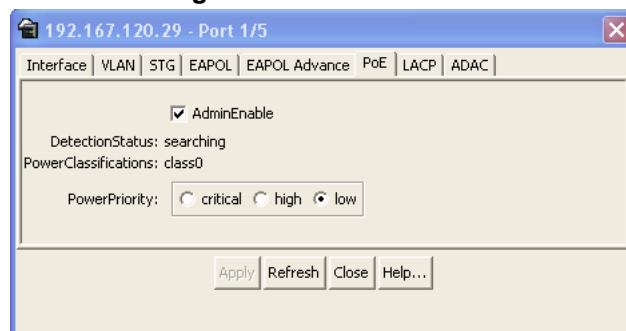 192.167.120.29 - Port 1/5
Interface VLAN STG EAPOL EAPOL Advance PoE LACP ADAC
AdminEnable
DetectionStatus: searching
PowerClassifications: class0
PowerPriority: critical high low
Apply Refresh Close Help...